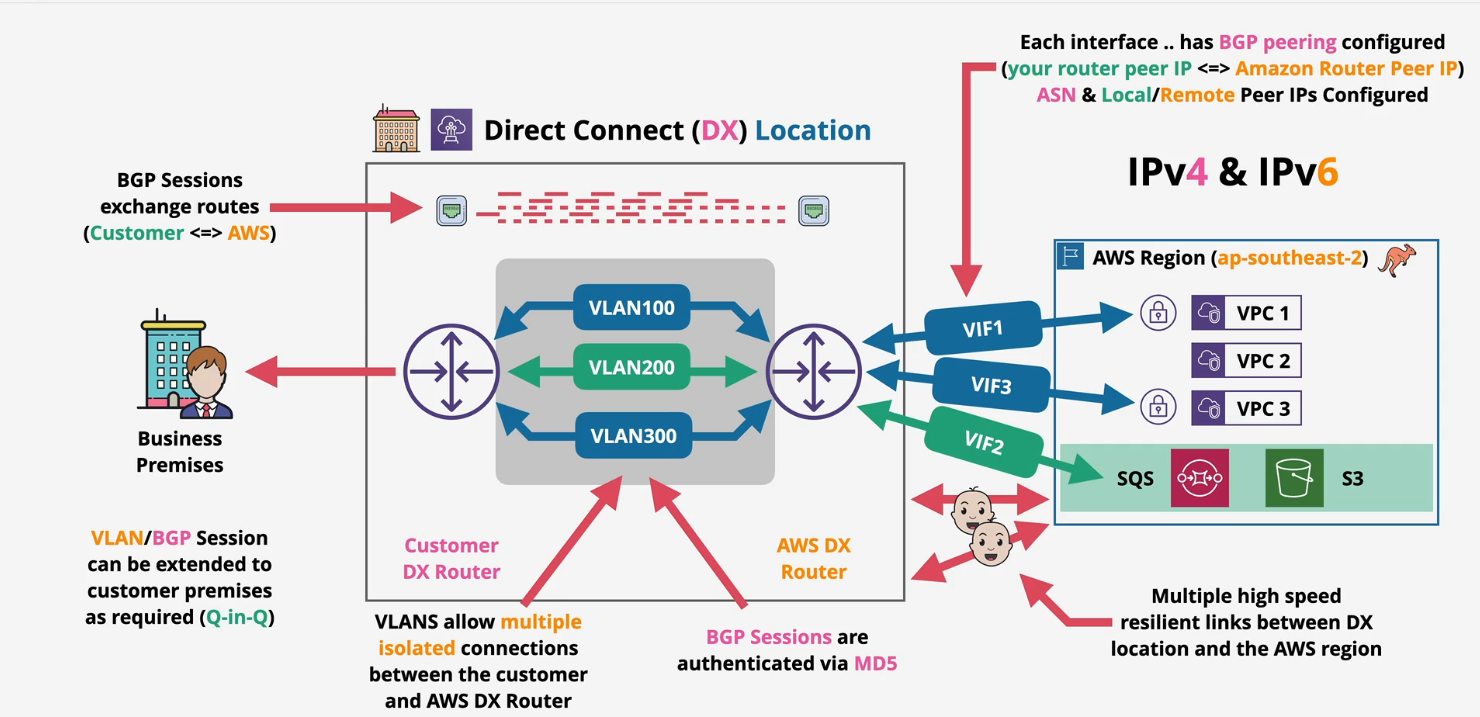 Each interface .. has BGP peering configured
(your router peer IP <=> Amazon Router Peer IP)
ASN & Local/Remote Peer IPs Configured
Direct Connect (DX) Location
IPv4 & IPv6
BGP Sessions
exchange routes
(Customer <=> AWS)
AWS Region (ap-southeast-2)
VLAN100
VLAN200
VLAN300
VIF1
VIF3
VIF2
VPC 1
VPC 2
VPC 3
SQS
S3
Business
Premises
VLAN/BGP Session
can be extended to
customer premises
as required (Q-in-Q)
Customer
DX Router
AWS DX
Router
VLANS allow multiple
isolated connections
between the customer
and AWS DX Router
BGP Sessions are
authenticated via MD5
Multiple high speed
resilient links between DX
location and the AWS region